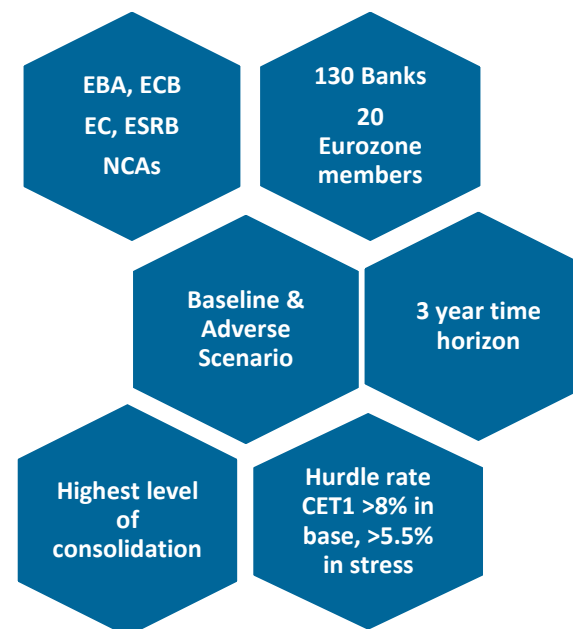 EBA, ECB
EC, ESRB
NCAs
130 Banks
20
Eurozone
members
Baseline &
Adverse
Scenario
3 year time
horizon
Highest level
of
consolidation
Hurdle rate
CET1 >8% in
base, >5.5%
in stress